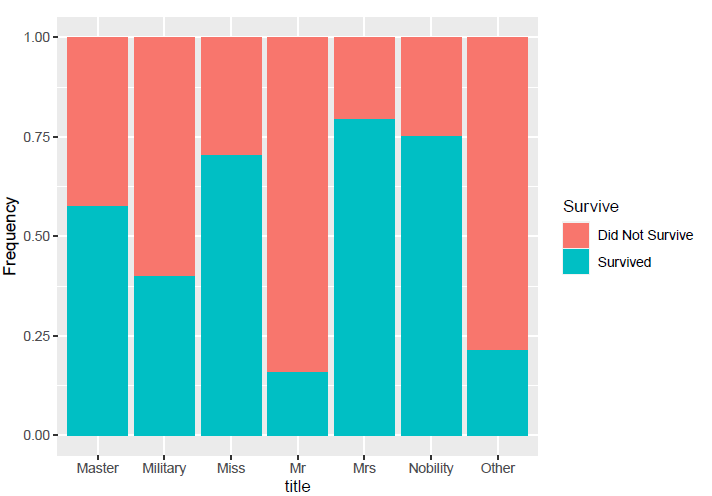 Frequency
1.00
0.75
0.50
0.25
0.00
Master Military Miss Mr Mrs Nobility Other
title
Survive
Did Not Survive
Survived